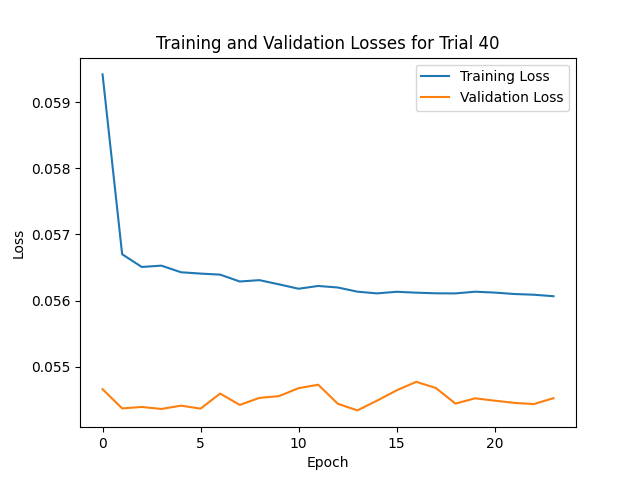 Training and Validation Losses for Trial 40
Training Loss
Validation Loss
0.059
0.058
0.057
0.056
0.055
Loss
0 5 10 15 20
Epoch